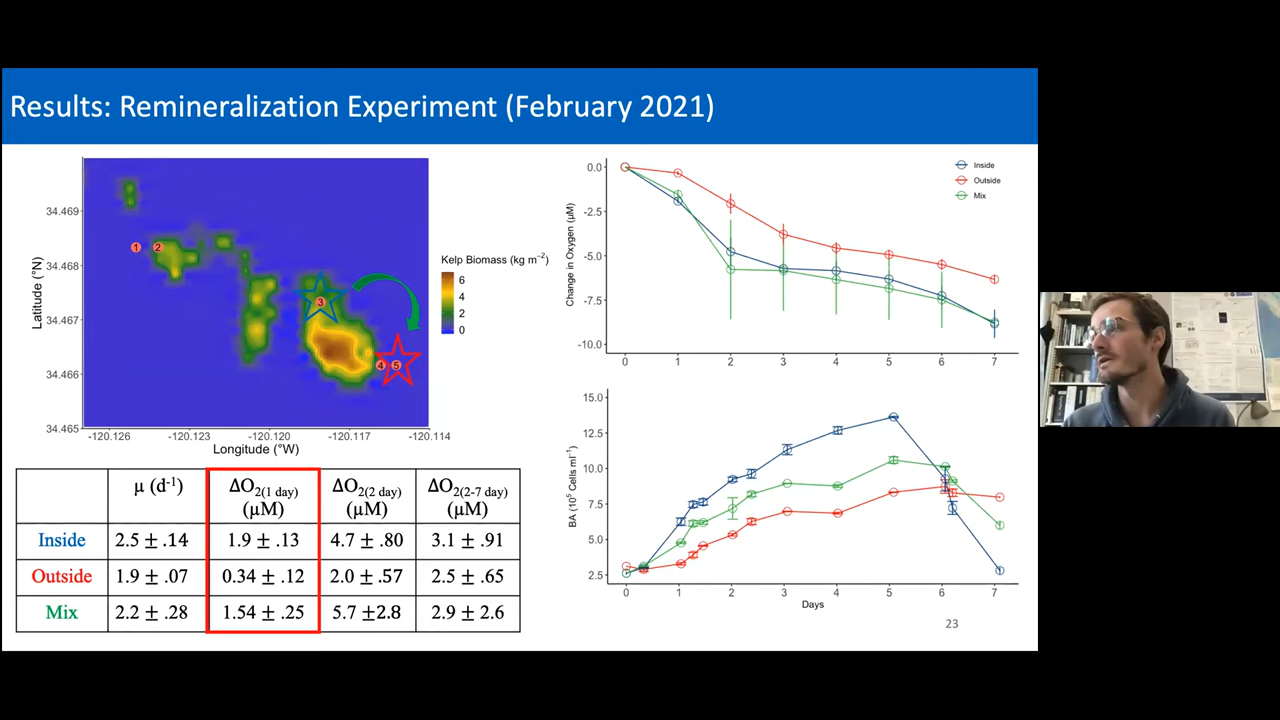 Results: Remineralization Experiment (February 2021)
34.469
34.468
34.467
34.466
34.465
Latitude (°N)
1
2
3
4
5
-120.126
-120.123
-120.120
-120.117
-120.114
Longitude (°W)
Kelp Biomass (kg m⁻²)
6
4
2
0
0.0
-2.5
-5.0
-7.5
-10.0
Change in Oxygen (µM)
0 1 2 3 4 5 6 7
Inside
Outside
Mix
15.0
12.5
10.0
7.5
5.0
2.5
BA (10⁵ Cells ml⁻¹)
0 1 2 3 4 5 6 7
Days
µ (d⁻¹) ΔO₂₍₁ day₎ (µM) ΔO₂₍₂ day₎ (µM) ΔO₂₍₂₋₇ day₎ (µM)
Inside 2.5 ± .14 1.9 ± .13 4.7 ± .80 3.1 ± .91
Outside 1.9 ± .07 0.34 ± .12 2.0 ± .57 2.5 ± .65
Mix 2.2 ± .28 1.54 ± .25 5.7 ±2.8 2.9 ± 2.6
23